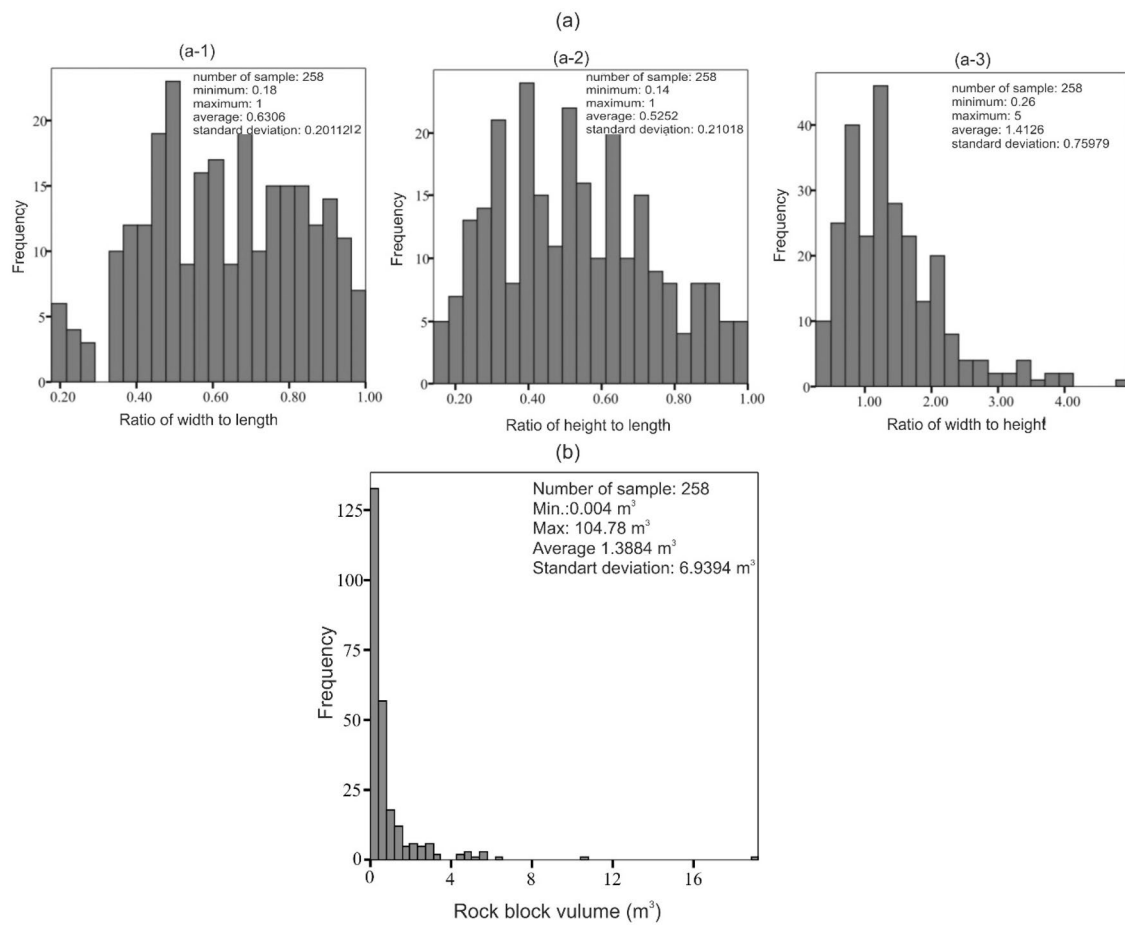 (a)
(a-1)
number of sample: 258
minimum: 0.18
maximum: 1
average: 0.6306
standard deviation: 0.2011212
20
15
10
5
0
Frequency
0.20 0.40 0.60 0.80 1.00
Ratio of width to length
(a-2)
number of sample: 258
minimum: 0.14
maximum: 1
average: 0.5252
standard deviation: 0.21018
20
15
10
5
0
Frequency
0.20 0.40 0.60 0.80 1.00
Ratio of height to length
(a-3)
number of sample: 258
minimum: 0.26
maximum: 5
average: 1.4126
standard deviation: 0.75979
40
30
20
10
0
Frequency
1.00 2.00 3.00 4.00
Ratio of width to height
(b)
Number of sample: 258
Min.:0.004 m³
Max: 104.78 m³
Average 1.3884 m³
Standart deviation: 6.9394 m³
125
100
75
50
25
0
Frequency
0 4 8 12 16
Rock block vulume (m³)